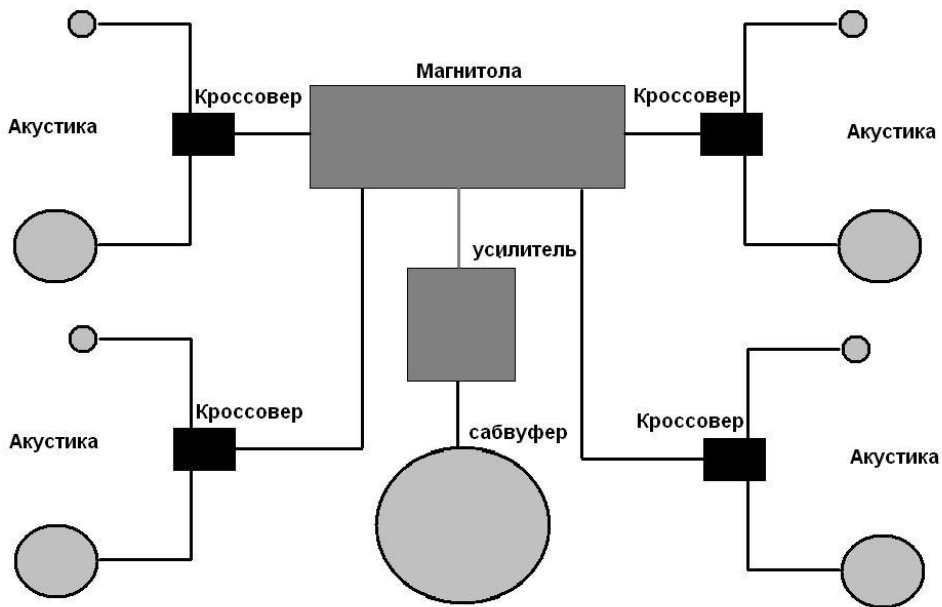 Магнитола
Кроссовер
Кроссовер
Акустика
Акустика
усилитель
Кроссовер
сабвуфер
Кроссовер
Акустика
Акустика